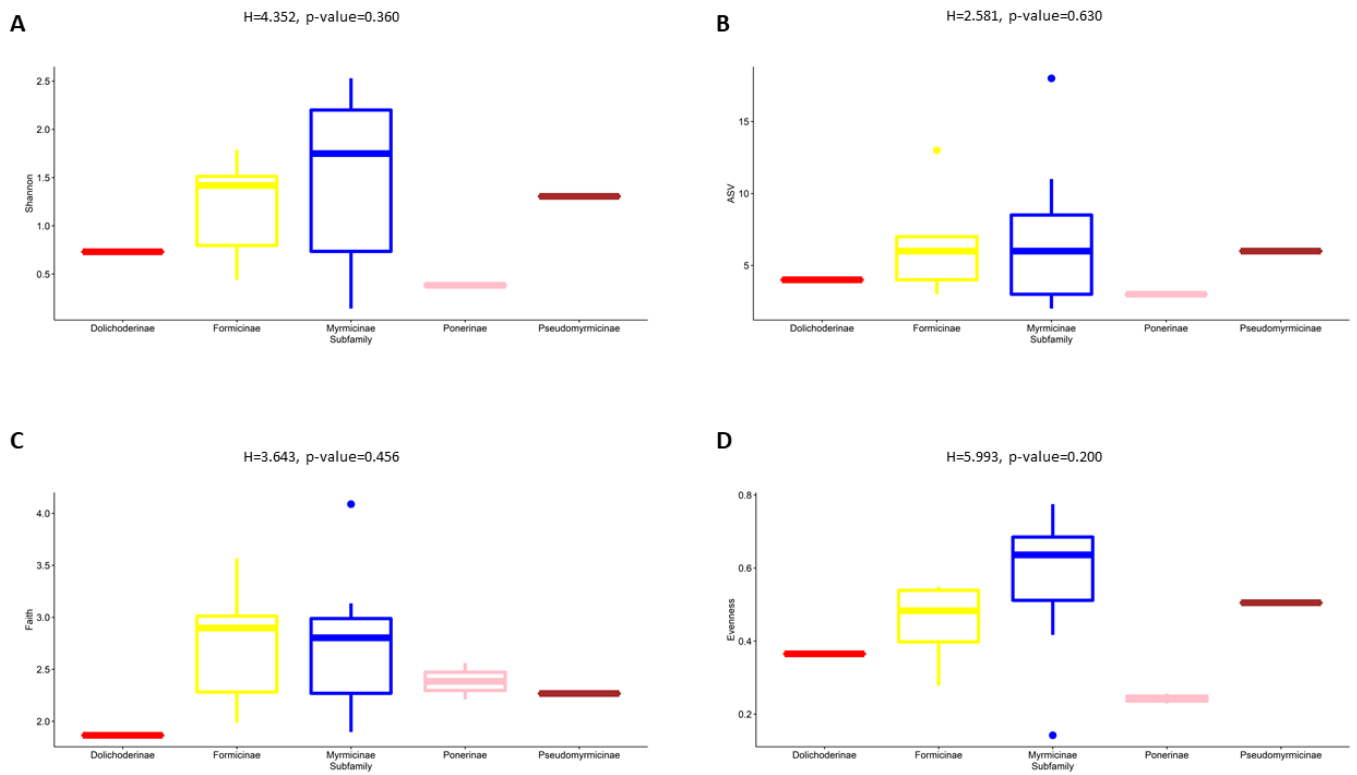 A
H=4.352, p-value=0.360
2.5
2.0
1.5
1.0
0.5
Shannon
Dolichoderinae Formicinae Myrmicinae Ponerinae Pseudomyrmicinae
Subfamily
B
H=2.581, p-value=0.630
15
10
5
ASV
Dolichoderinae Formicinae Myrmicinae Ponerinae Pseudomyrmicinae
Subfamily
C
H=3.643, p-value=0.456
4.0
3.5
3.0
2.5
2.0
Faith
Dolichoderinae Formicinae Myrmicinae Ponerinae Pseudomyrmicinae
Subfamily
D
H=5.993, p-value=0.200
0.8
0.6
0.4
0.2
Evenness
Dolichoderinae Formicinae Myrmicinae Ponerinae Pseudomyrmicinae
Subfamily